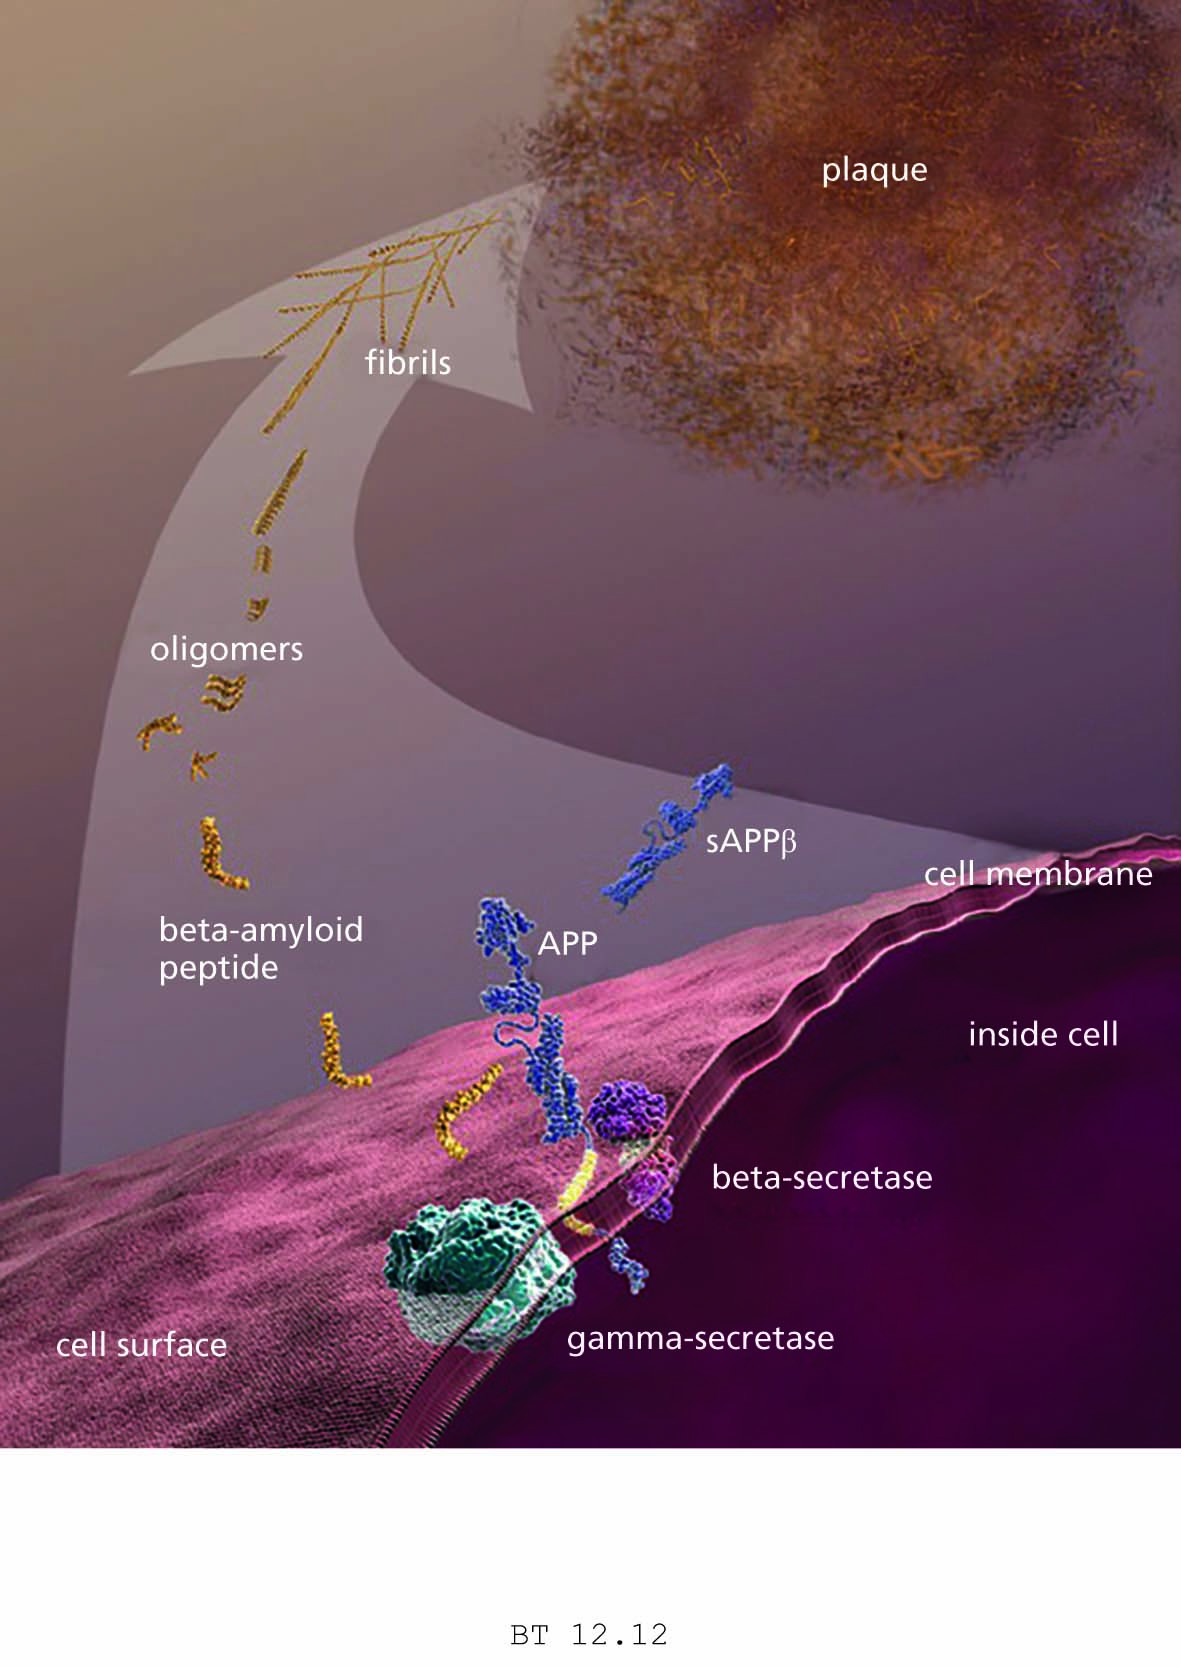 plaque
fibrils
oligomers
sAPPβ
cell membrane
beta-amyloid
peptide
APP
inside cell
beta-secretase
gamma-secretase
cell surface
BT 12.12